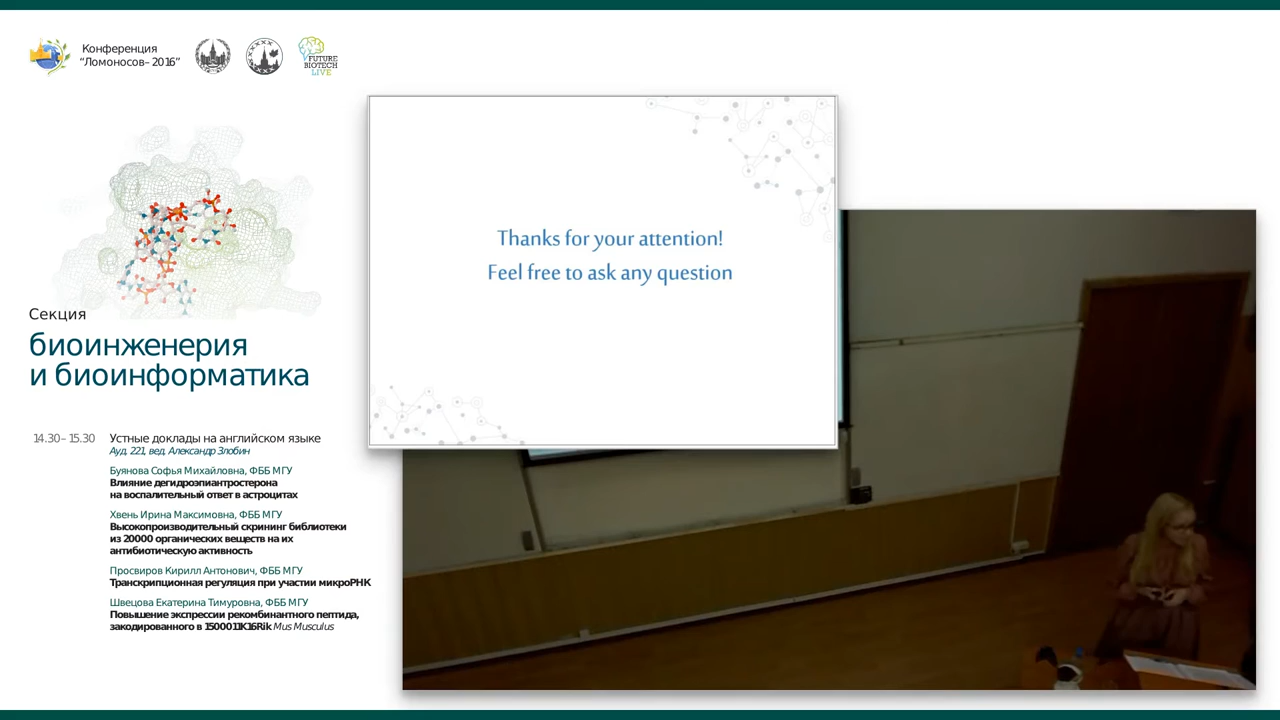 Конференция
“Ломоносов–2016”
FUTURE
BIOTECH
LIVE
Thanks for your attention!
Feel free to ask any question
Секция
биоинженерия
и биоинформатика
14.30–15.30
Устные доклады на английском языке
Ауд. 221, вед. Александр Злобин
Буянова Софья Михайловна, ФББ МГУ
Влияние дегидроэпиантростерона
на воспалительный ответ в астроцитах
Хвень Ирина Максимовна, ФББ МГУ
Высокопроизводительный скрининг библиотеки
из 20000 органических веществ на их
антибиотическую активность
Просвиров Кирилл Антонович, ФББ МГУ
Транскрипционная регуляция при участии микроРНК
Швецова Екатерина Тимуровна, ФББ МГУ
Повышение экспрессии рекомбинантного пептида,
закодированного в 1500011K16Rik Mus Musculus